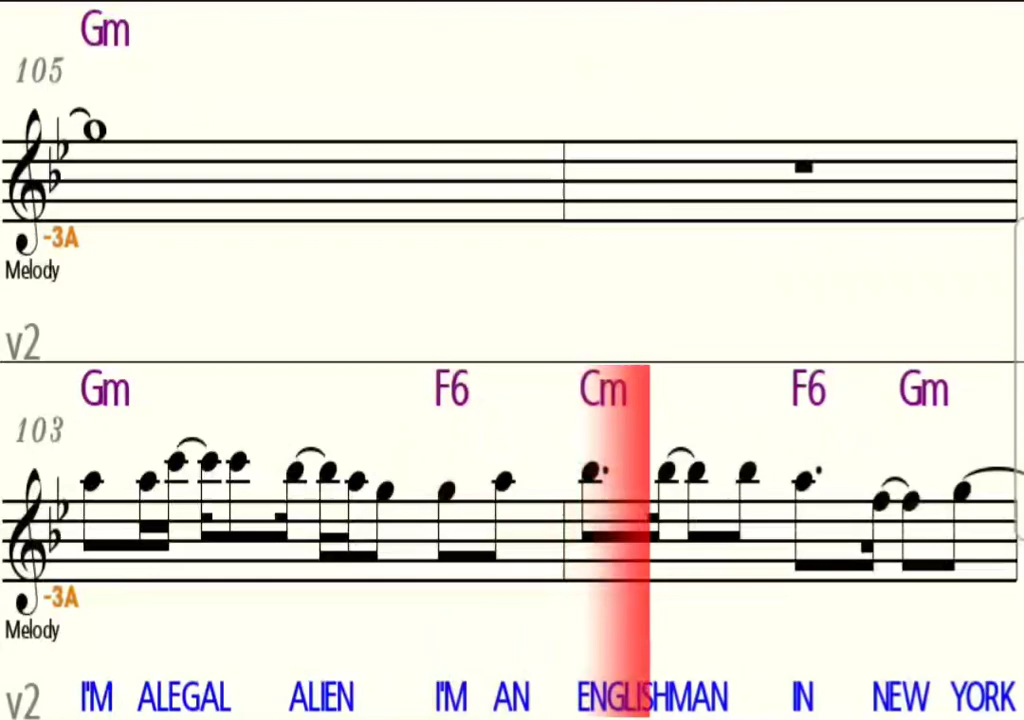 Gm
105
-3A
Melody
v2
Gm F6 Cm F6 Gm
103
-3A
Melody
v2 I'M ALEGAL ALIEN I'M AN ENGLISHMAN IN NEW YORK